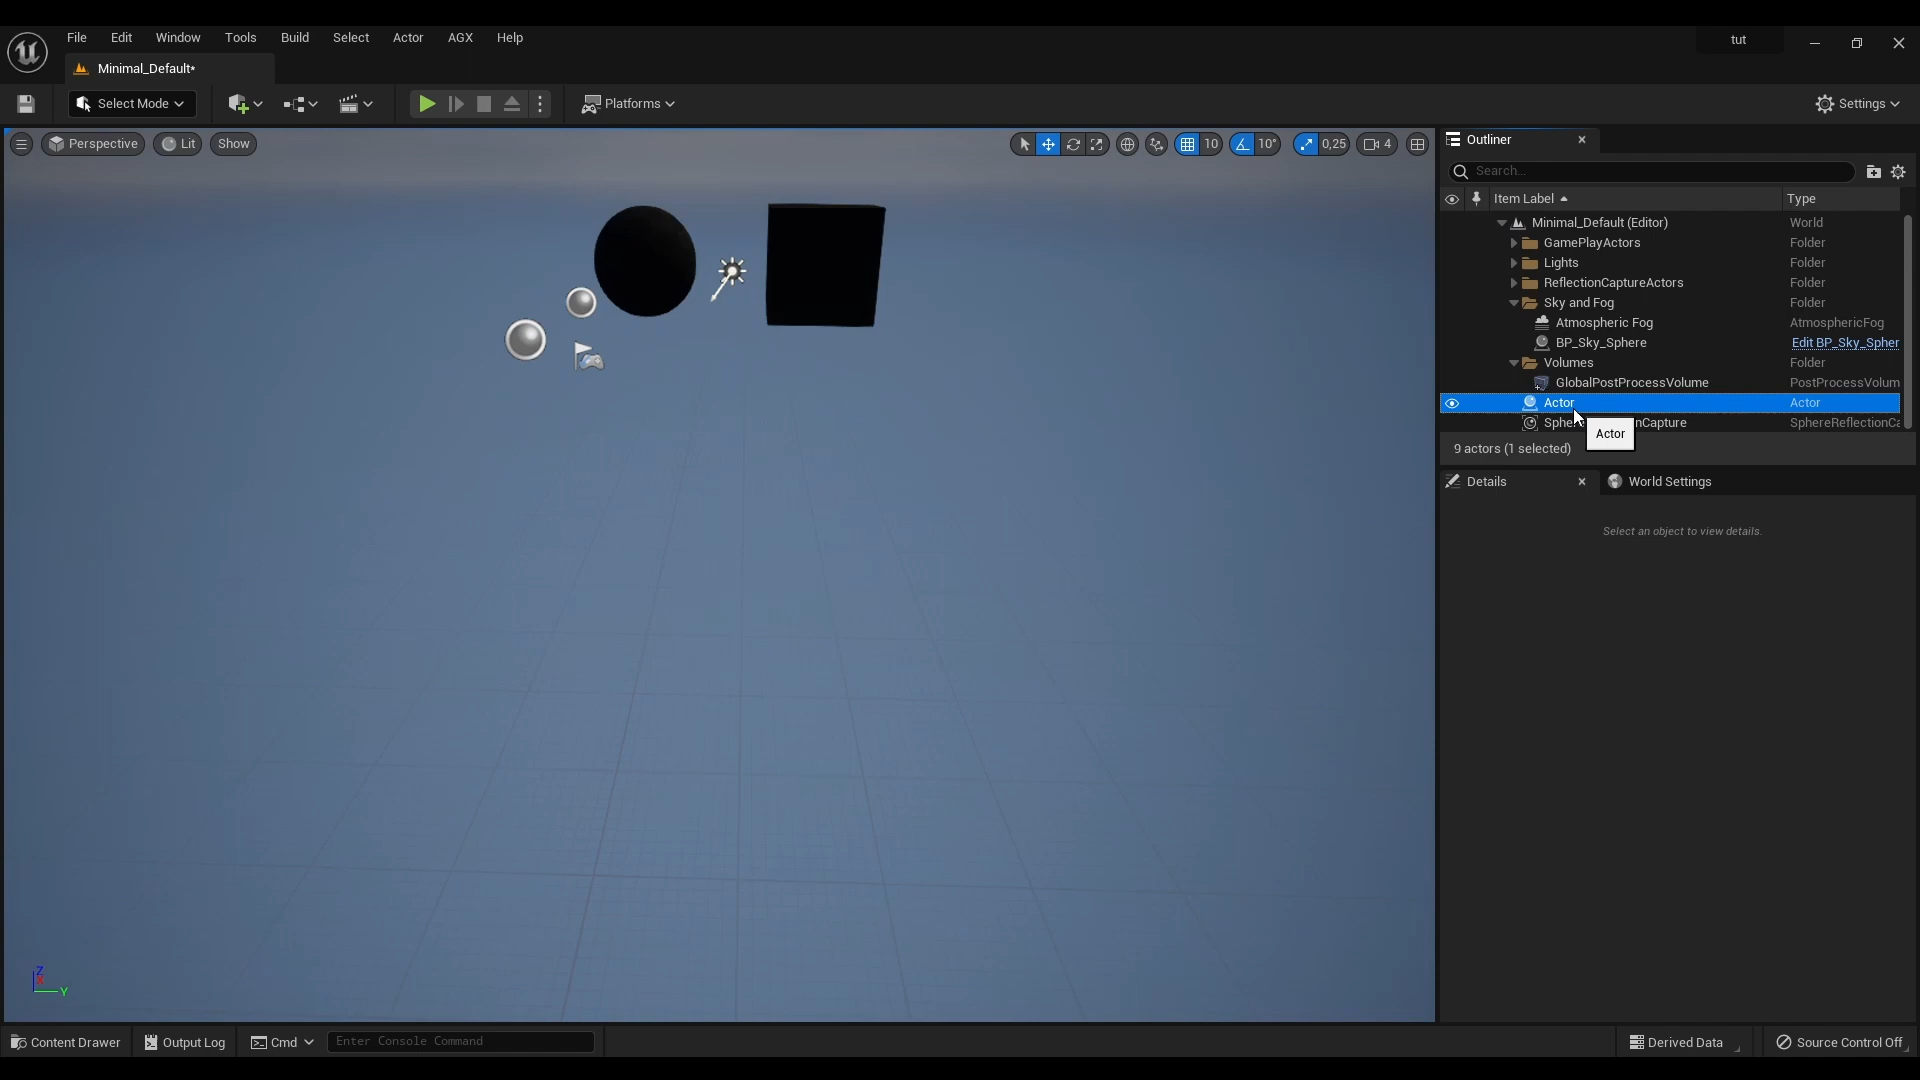 File Edit Window Tools Build Select Actor AGX Help
tut
Minimal_Default*
Select Mode
Platforms
Settings
Perspective Lit Show
10 10° 0,25 4
Outliner
Search...
Item Label Type
Minimal_Default (Editor) World
GamePlayActors Folder
Lights Folder
ReflectionCaptureActors Folder
Sky and Fog Folder
Atmospheric Fog AtmosphericFog
BP_Sky_Sphere Edit BP_Sky_Spher
Volumes Folder
GlobalPostProcessVolume PostProcessVolum
Actor Actor
Sphere nCapture SphereReflectionCa
Actor
9 actors (1 selected)
Details World Settings
Select an object to view details.
Z
X
Y
Content Drawer Output Log Cmd Enter Console Command
Derived Data Source Control Off